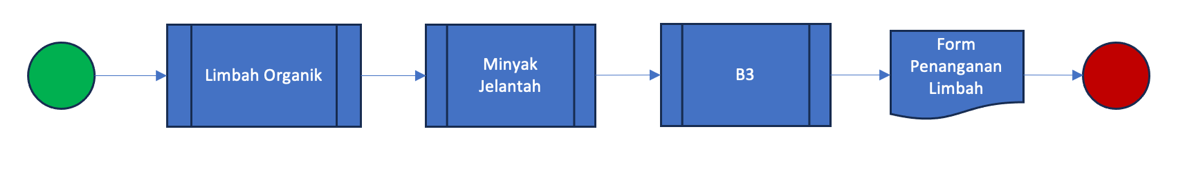 Limbah Organik
Minyak
Jelantah
B3
Form
Penanganan
Limbah